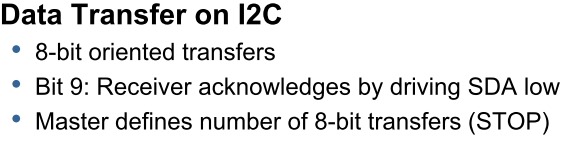 Data Transfer on I2C
• 8-bit oriented transfers
• Bit 9: Receiver acknowledges by driving SDA low
• Master defines number of 8-bit transfers (STOP)